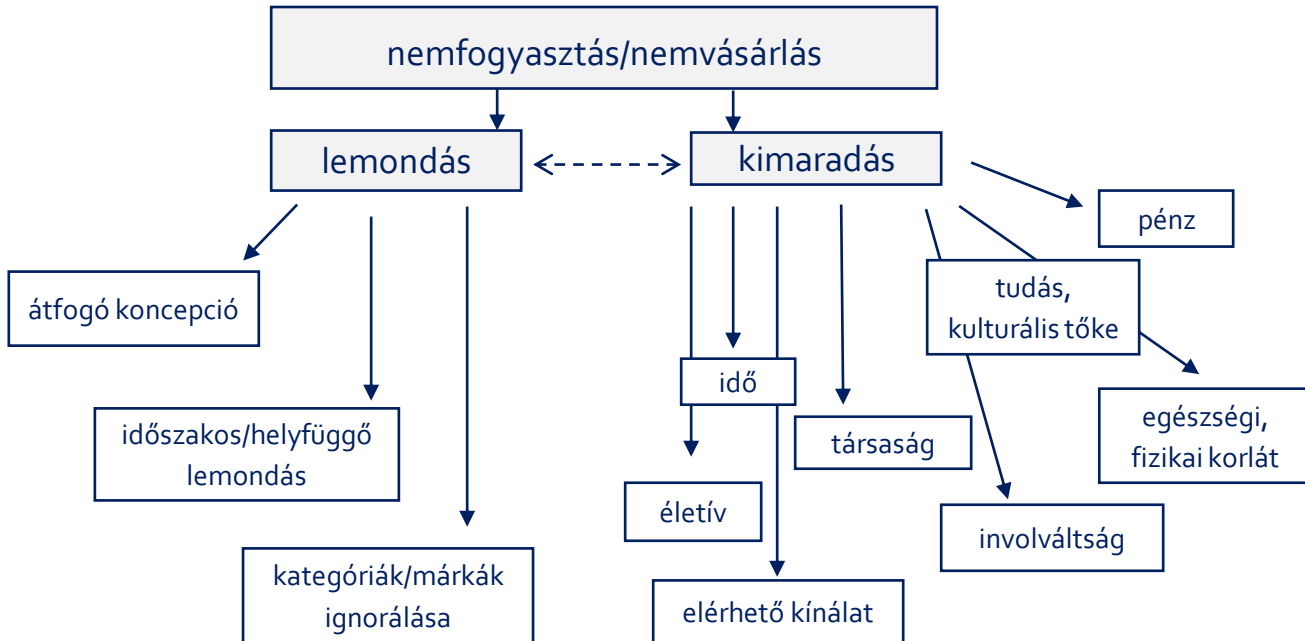 nemfogyasztás/nemvásárlás
lemondás
kimaradás
pénz
átfogó koncepció
tudás,
kulturális tőke
idő
időszakos/helyfüggő
lemondás
társaság
egészségi,
fizikai korlát
életív
involváltság
kategóriák/márkák
ignorálása
elérhető kínálat